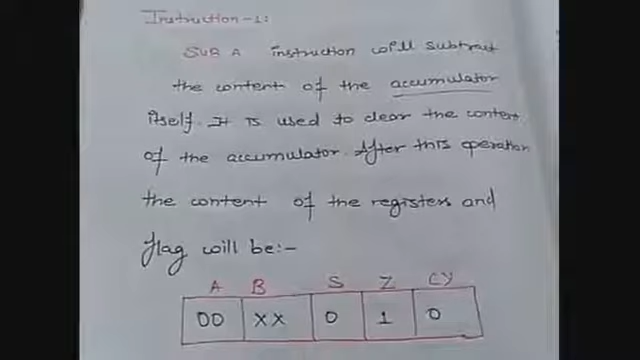 Instruction-1:
SUB A instruction will subtract
the content of the accumulator
itself. It is used to clear the content
of the accumulator. After this operation
the content of the registers and
flag will be:-
A B S Z CY
00 XX 0 1 0